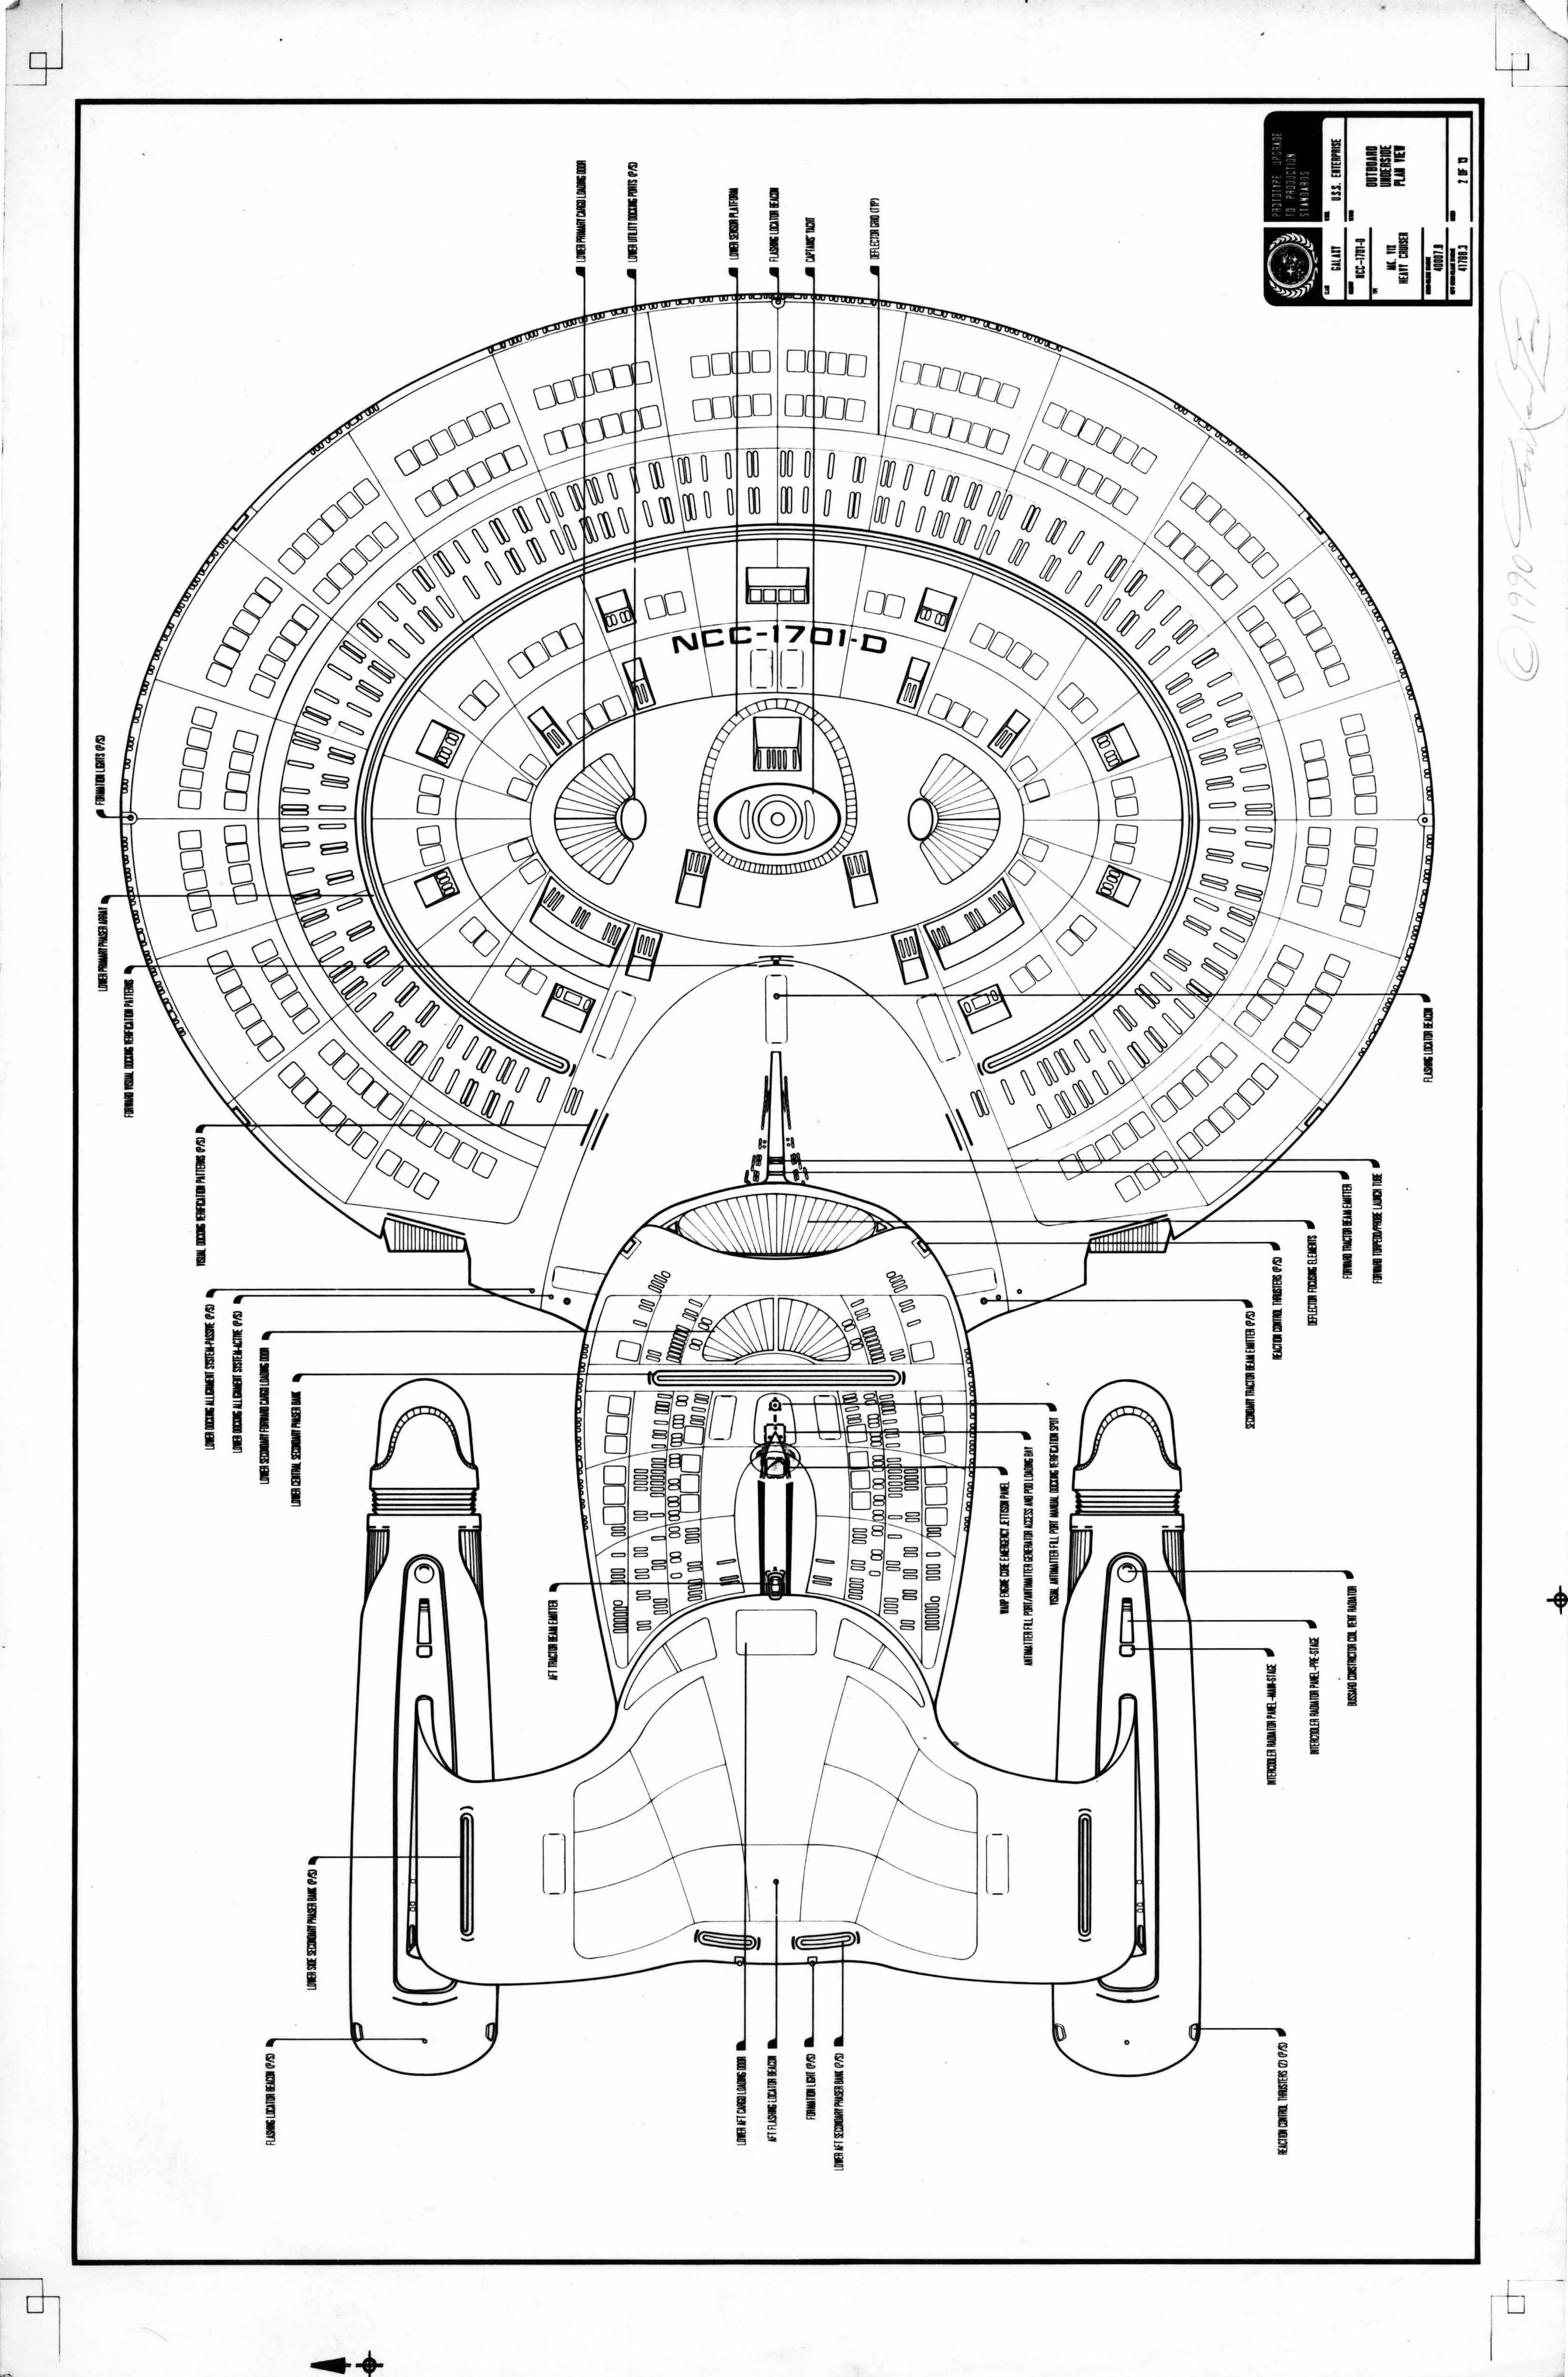 PROTOTYPE UPGRADE
TO PRODUCTION
STANDARDS
U.S.S. ENTERPRISE
OUTBOARD
UNDERSIDE
PLAN VIEW
2 OF 13
GALAXY
NCC-1701-D
MK. XII
HEAVY CRUISER
40007.9
41799.3
©1990
LOWER PRIMARY CARGO LOADING DOOR
LOWER UTILITY DOCKING PORTS (P/S)
LOWER SENSOR PLATFORM
FLASHING LOCATOR BEACON
CAPTAINS' YACHT
DEFLECTOR GRID (TYP)
NCC-1701-D
FORMATION LIGHTS (P/S)
LOWER PRIMARY PHASER ARRAY
FORWARD VISUAL DOCKING VERIFICATION PATTERNS
VISUAL DOCKING VERIFICATION PATTERNS (P/S)
LOWER DOCKING ALLIGNMENT SYSTEM-PASSIVE (P/S)
LOWER DOCKING ALLIGNMENT SYSTEM-ACTIVE (P/S)
LOWER SECONDARY FORWARD CARGO LOADING DOOR
LOWER CENTRAL SECONDARY PHASER BANK
FLASHING LOCATOR BEACON
FORWARD TORPEDO/PROBE LAUNCH TUBE
FORWARD TRACTOR BEAM EMITTER
DEFLECTOR FOCUSING ELEMENTS
REACTION CONTROL THRUSTERS (P/S)
SECONDARY TRACTOR BEAM EMITTER (P/S)
VISUAL ANTIMATTER FILL PORT MANUAL DOCKING VERIFICATION SPOT
ANTIMATTER FILL PORT/ANTIMATTER GENERATOR ACCESS AND POD LOADING BAY
WARP ENGINE CORE EMERGENCY JETTISON PANEL
AFT TRACTOR BEAM EMITTER
BUSSARD CONSTRICTOR COIL VENT RADIATOR
INTERCOOLER RADIATOR PANEL-PRE-STAGE
INTERCOOLER RADIATOR PANEL-MAIN-STAGE
LOWER SIDE SECONDARY PHASER BANK (P/S)
FLASHING LOCATOR BEACON (P/S)
LOWER AFT CARGO LOADING DOOR
AFT FLASHING LOCATOR BEACON
FORMATION LIGHT (P/S)
LOWER AFT SECONDARY PHASER BANK (P/S)
REACTION CONTROL THRUSTERS (2) (P/S)